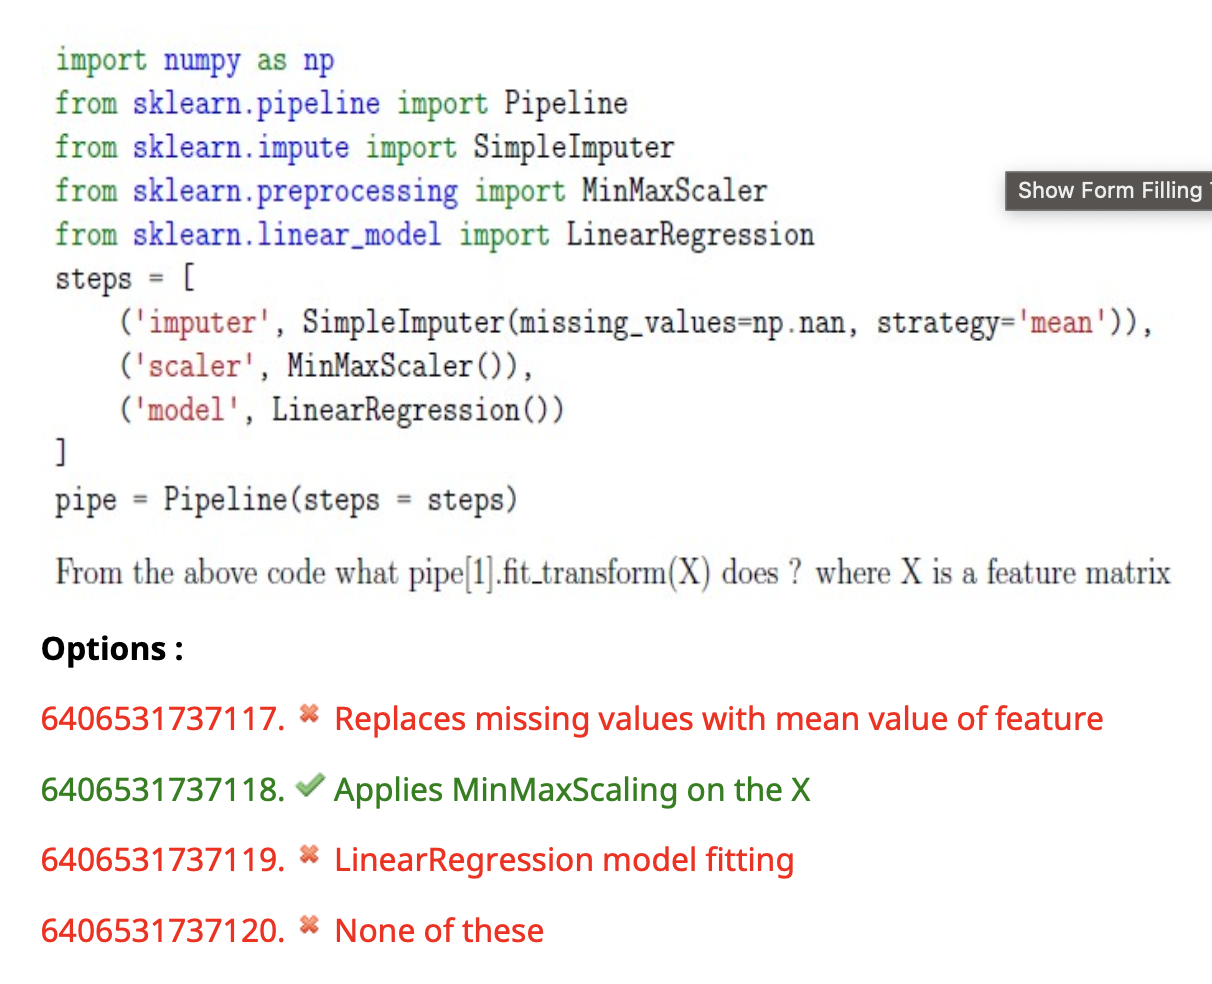 import numpy as np
from sklearn.pipeline import Pipeline
from sklearn.impute import SimpleImputer
from sklearn.preprocessing import MinMaxScaler
Show Form Filling
from sklearn.linear_model import LinearRegression
steps = [
    ('imputer', SimpleImputer(missing_values=np.nan, strategy='mean')),
    ('scaler', MinMaxScaler()),
    ('model', LinearRegression())
]
pipe = Pipeline(steps = steps)
From the above code what pipe[1].fit_transform(X) does ? where X is a feature matrix
Options :
6406531737117. ✖ Replaces missing values with mean value of feature
6406531737118. ✔ Applies MinMaxScaling on the X
6406531737119. ✖ LinearRegression model fitting
6406531737120. ✖ None of these